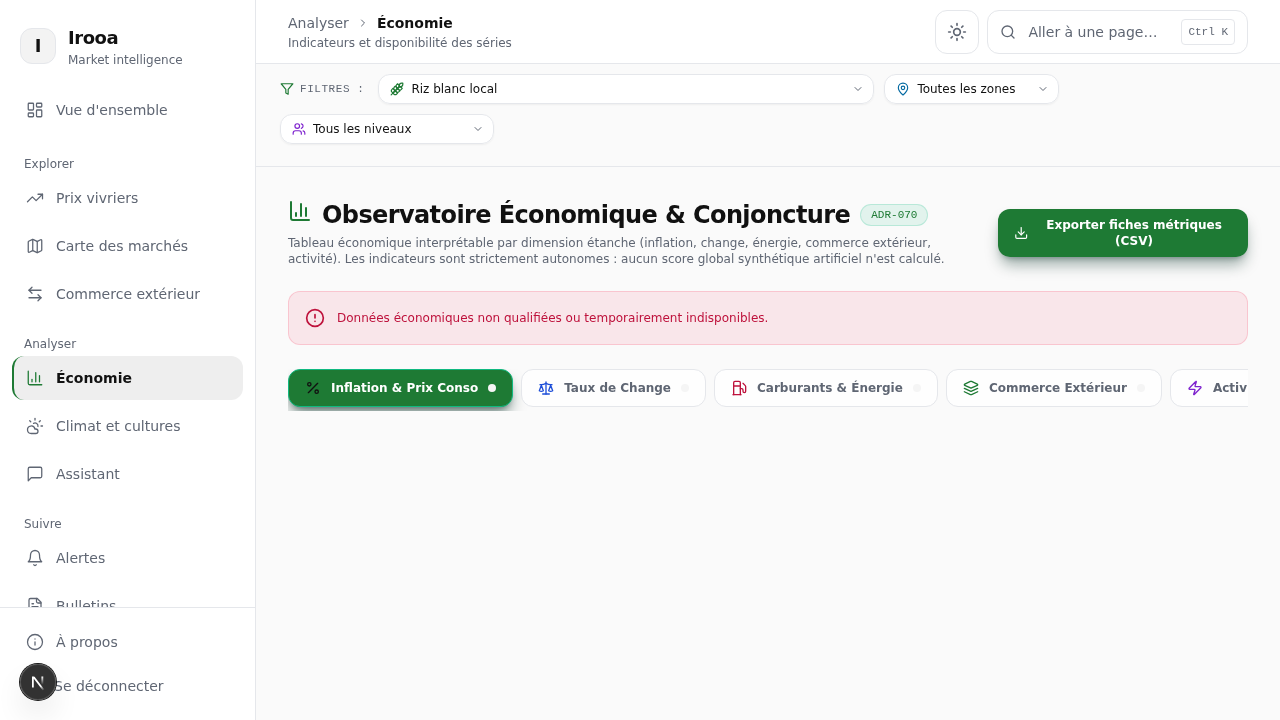 I
Irooa
Market intelligence
Vue d'ensemble
Explorer
Prix vivriers
Carte des marchés
Commerce extérieur
Analyser
Économie
Climat et cultures
Assistant
Suivre
Alertes
Bulletins
À propos
N
Se déconnecter
Analyser > Économie
Indicateurs et disponibilité des séries
Aller à une page…
Ctrl K
FILTRES :
Riz blanc local
Toutes les zones
Tous les niveaux
Observatoire Économique & Conjoncture
ADR-070
Tableau économique interprétable par dimension étanche (inflation, change, énergie, commerce extérieur,
activité). Les indicateurs sont strictement autonomes : aucun score global synthétique artificiel n'est calculé.
Exporter fiches métriques
(CSV)
Données économiques non qualifiées ou temporairement indisponibles.
Inflation & Prix Conso
Taux de Change
Carburants & Énergie
Commerce Extérieur
Activ